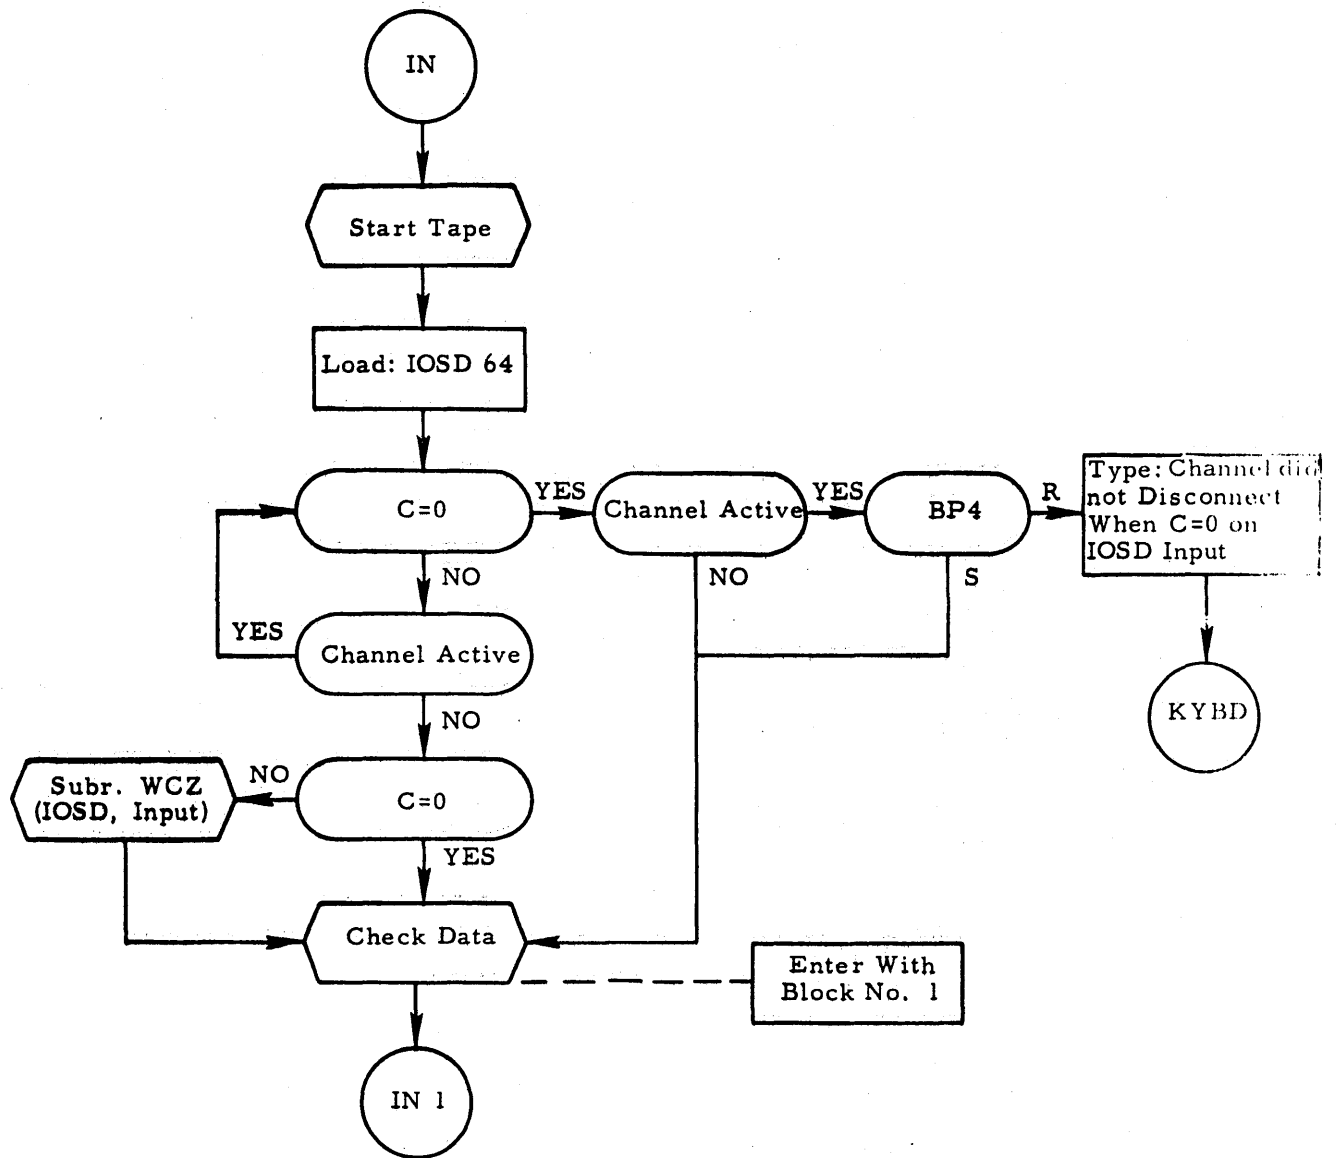 IN
Start Tape
Load: IOSD 64
C=0
YES
Channel Active
YES
BP4
R
Type: Channel did
not Disconnect
When C=0 on
IOSD Input
NO
NO
S
YES
Channel Active
KYBD
NO
Subr. WCZ
(IOSD, Input)
NO
C=0
YES
Check Data
Enter With
Block No. 1
IN 1